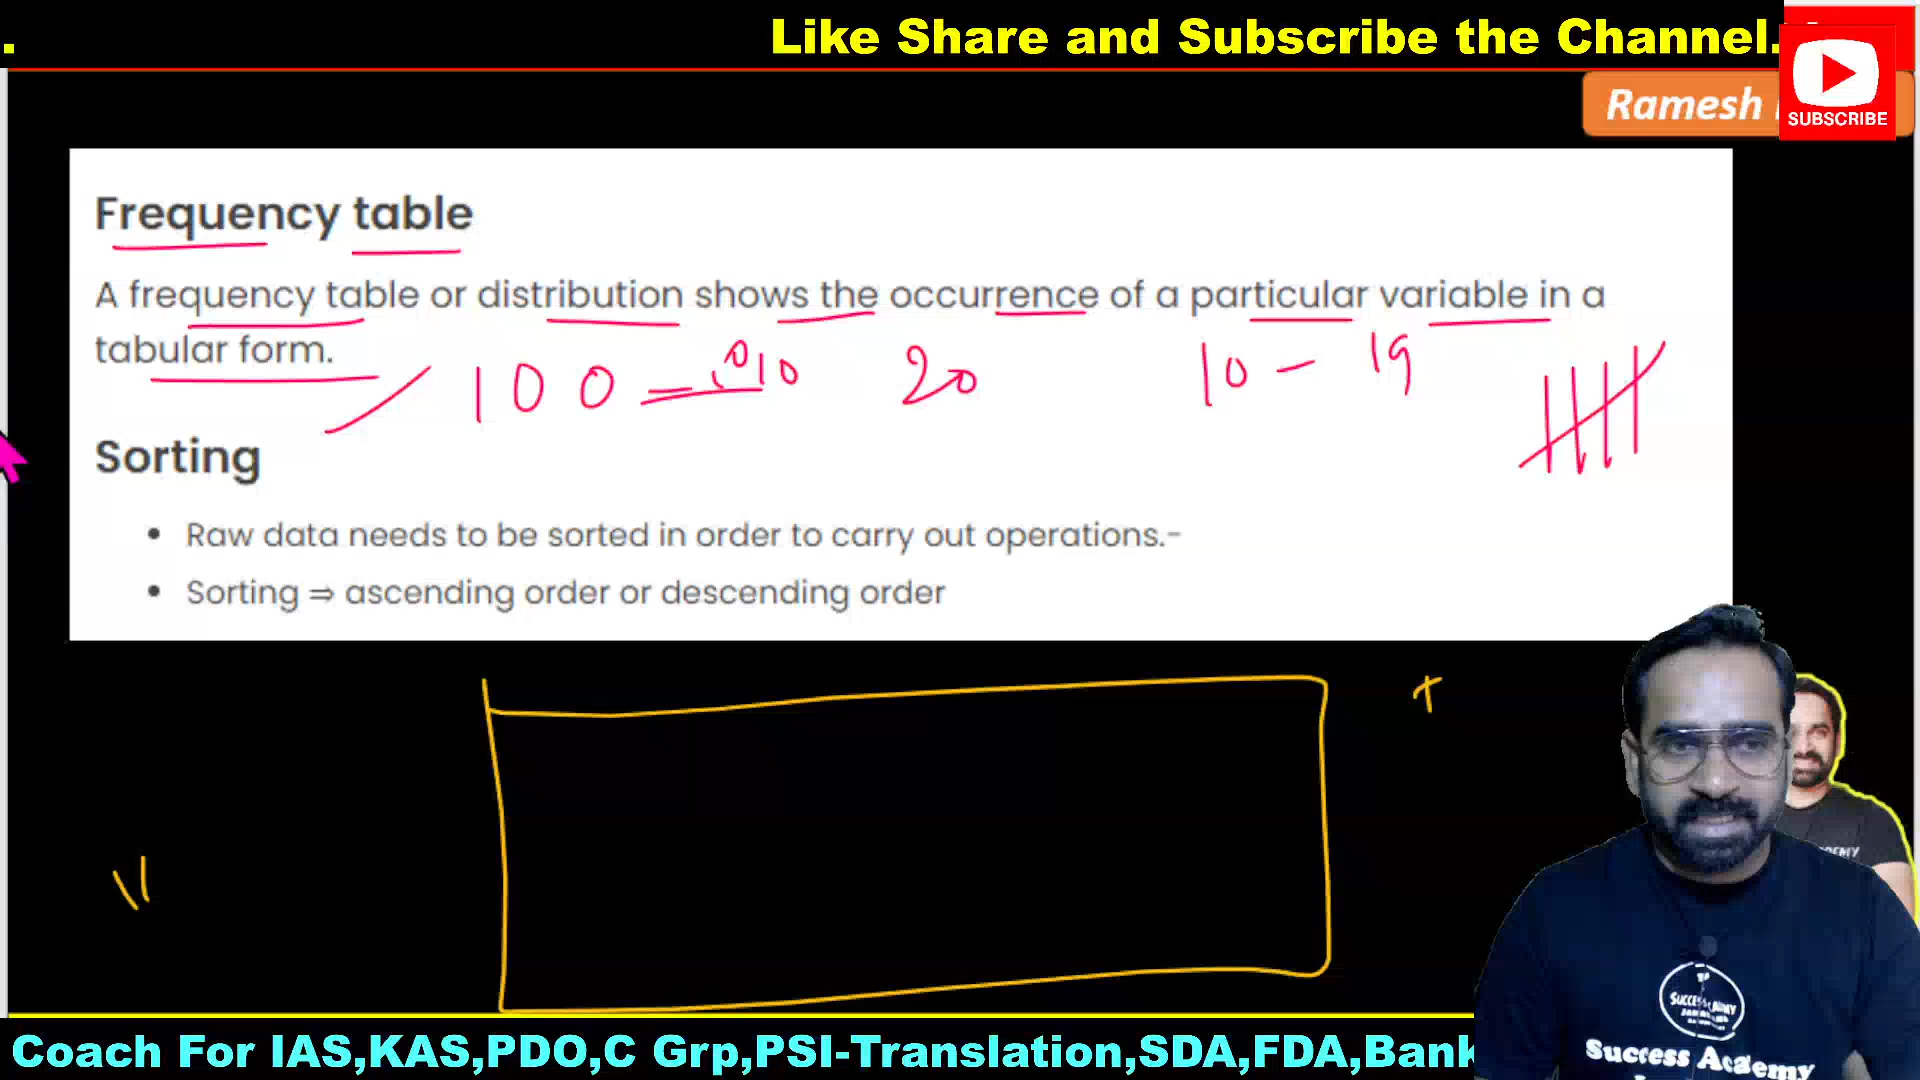 . Like Share and Subscribe the Channel.
Ramesh
SUBSCRIBE
Frequency table
A frequency table or distribution shows the occurrence of a particular variable in a
tabular form.
100 = 010 20 10 - 19
Sorting
Raw data needs to be sorted in order to carry out operations.-
Sorting ⇒ ascending order or descending order
Coach For IAS,KAS,PDO,C Grp,PSI-Translation,SDA,FDA,Bank
SUCCESS ACADEMY
Success Academy